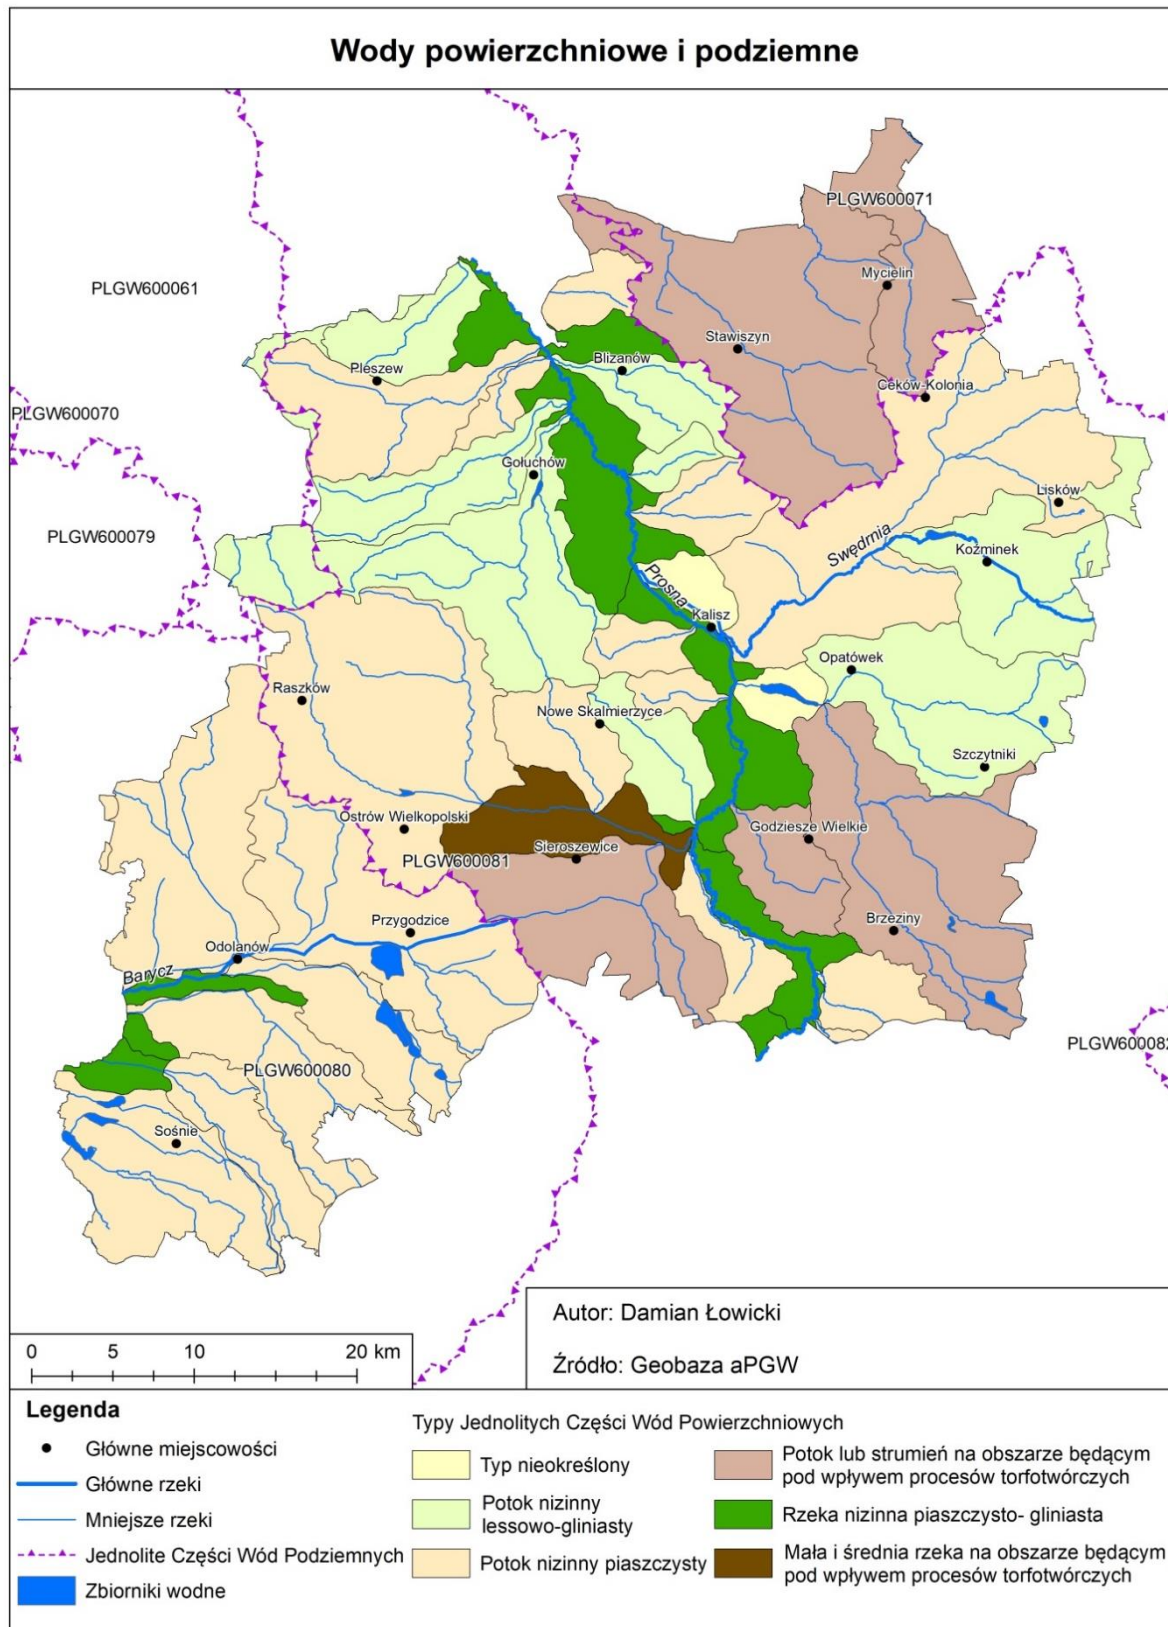 Wody powierzchniowe i podziemne
PLGW600071
Mycielin
PLGW600061
Stawiszyn
Blizanów
Pleszew
Ceków-Kolonia
PLGW600070
Gołuchów
Lisków
PLGW600079
Swędrnia
Koźminek
Prosna
Kalisz
Opatówek
Raszków
Nowe Skalmierzyce
Szczytniki
Ostrów Wielkopolski
Godziesze Wielkie
Sieroszewice
PLGW600081
Przygodzice
Brzeziny
Odolanów
Barycz
PLGW600082
PLGW600080
Sośnie
Autor: Damian Łowicki
Źródło: Geobaza aPGW
0 5 10 20 km
Legenda
Główne miejscowości
Główne rzeki
Mniejsze rzeki
Jednolite Części Wód Podziemnych
Zbiorniki wodne
Typy Jednolitych Części Wód Powierzchniowych
Typ nieokreślony
Potok nizinny
lessowo-gliniasty
Potok nizinny piaszczysty
Potok lub strumień na obszarze będącym
pod wpływem procesów torfotwórczych
Rzeka nizinna piaszczysto- gliniasta
Mała i średnia rzeka na obszarze będącym
pod wpływem procesów torfotwórczych